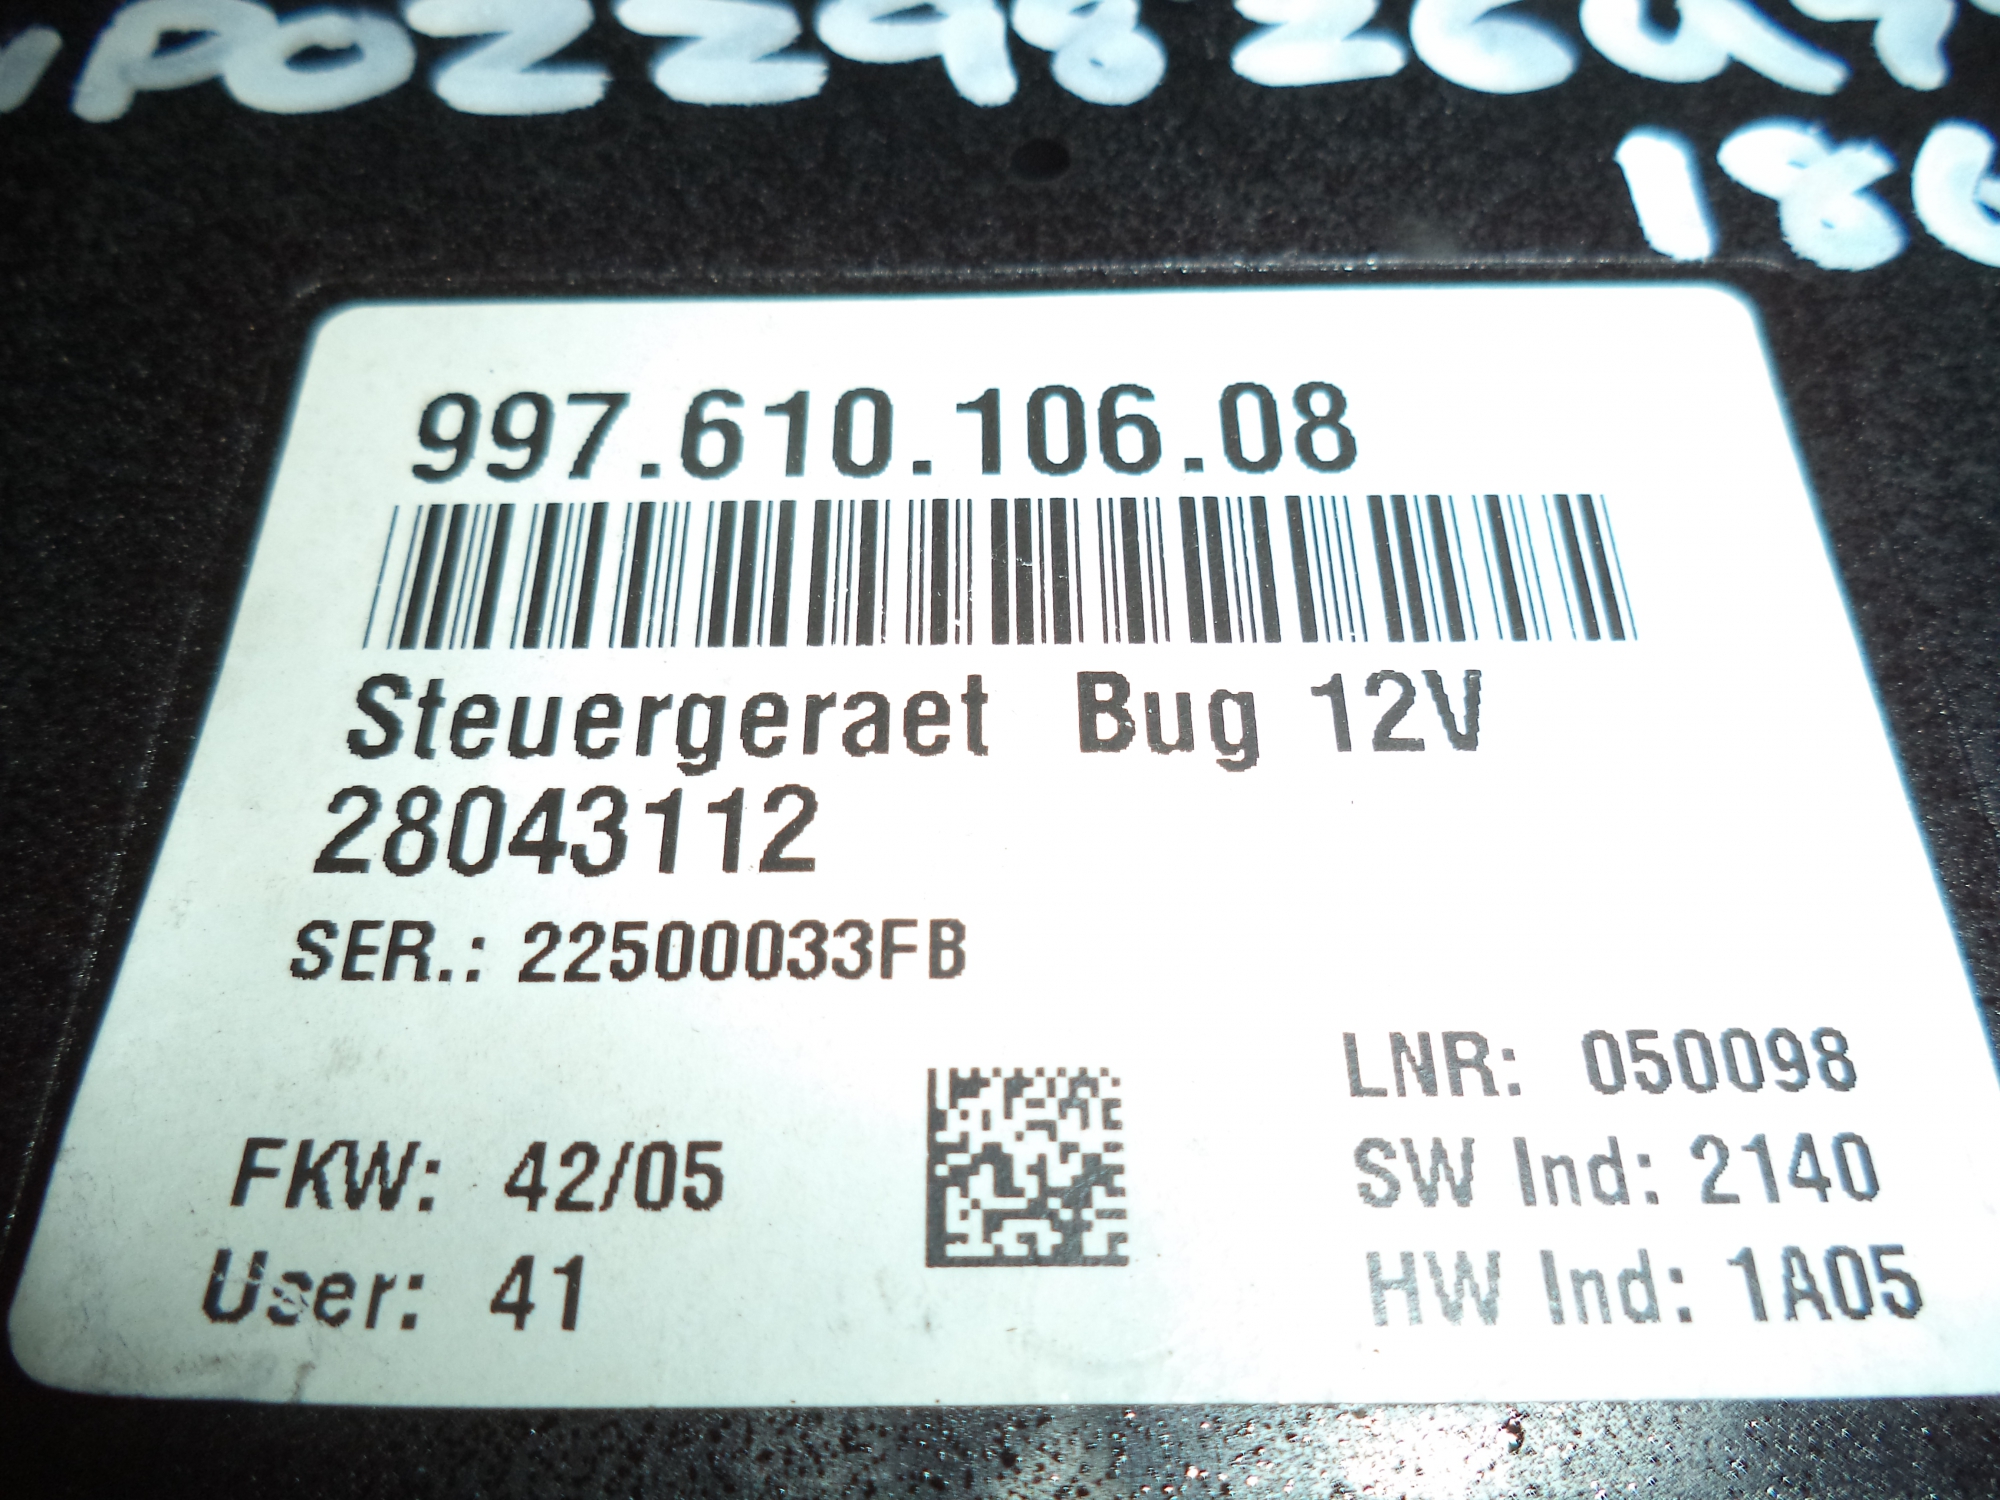 997.610.106.08
Steuergeraet Bug 12V
28043112
SER.: 22500033FB
LNR: 050098
SW Ind: 2140
HW Ind: 1A05
FKW: 42/05
User: 41